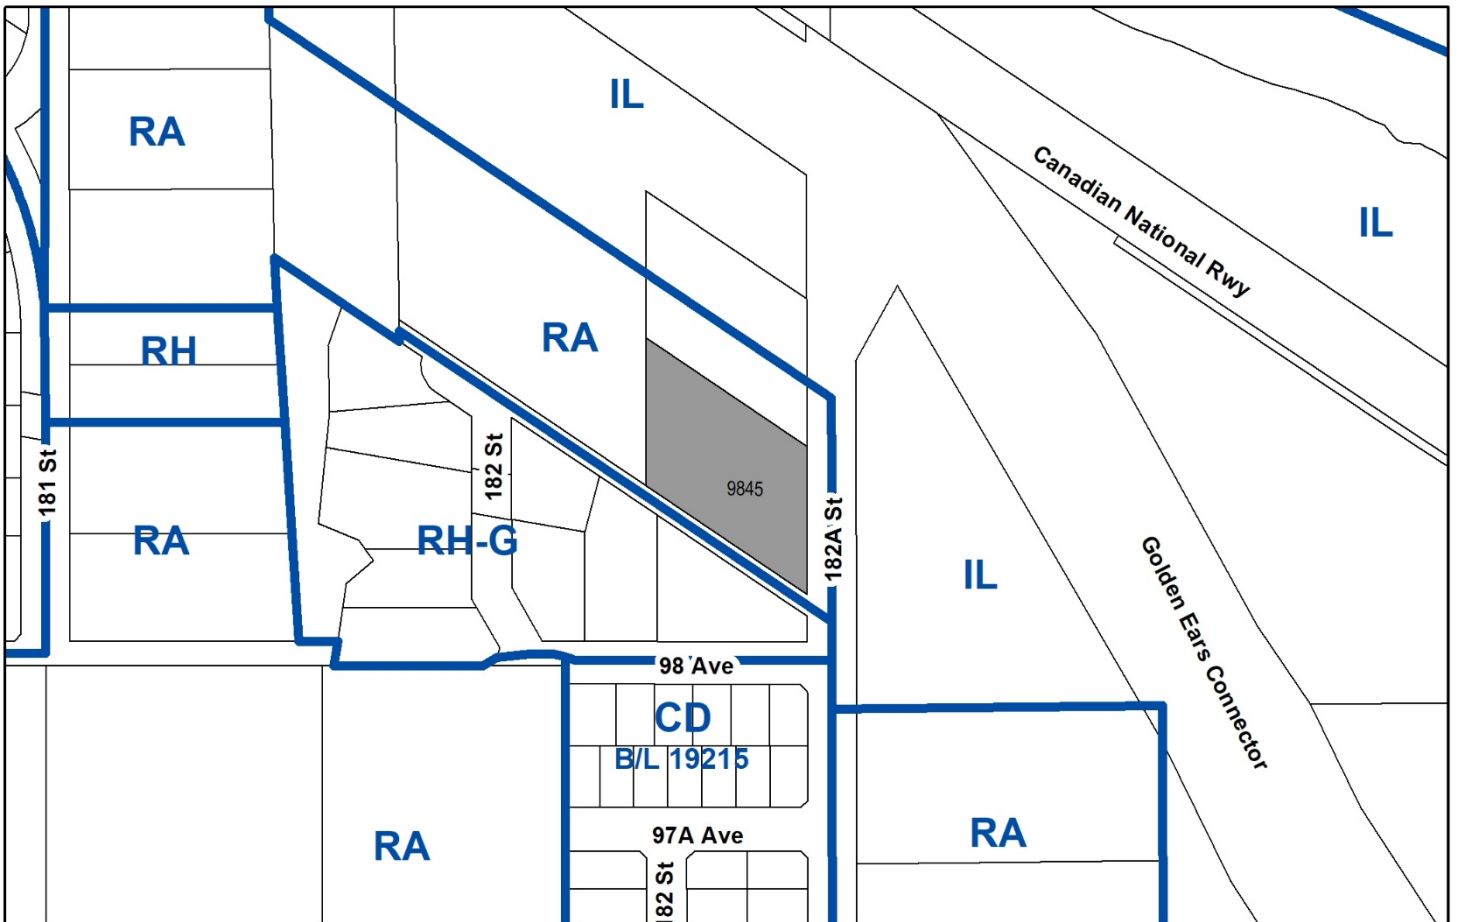 IL
RA
Canadian National Rwy
IL
RA
RH
181 St
182 St
9845
182A St
RA
RH-G
IL
Golden Ears Connector
98 Ave
CD
B/L 19215
97A Ave
RA
RA
182 St